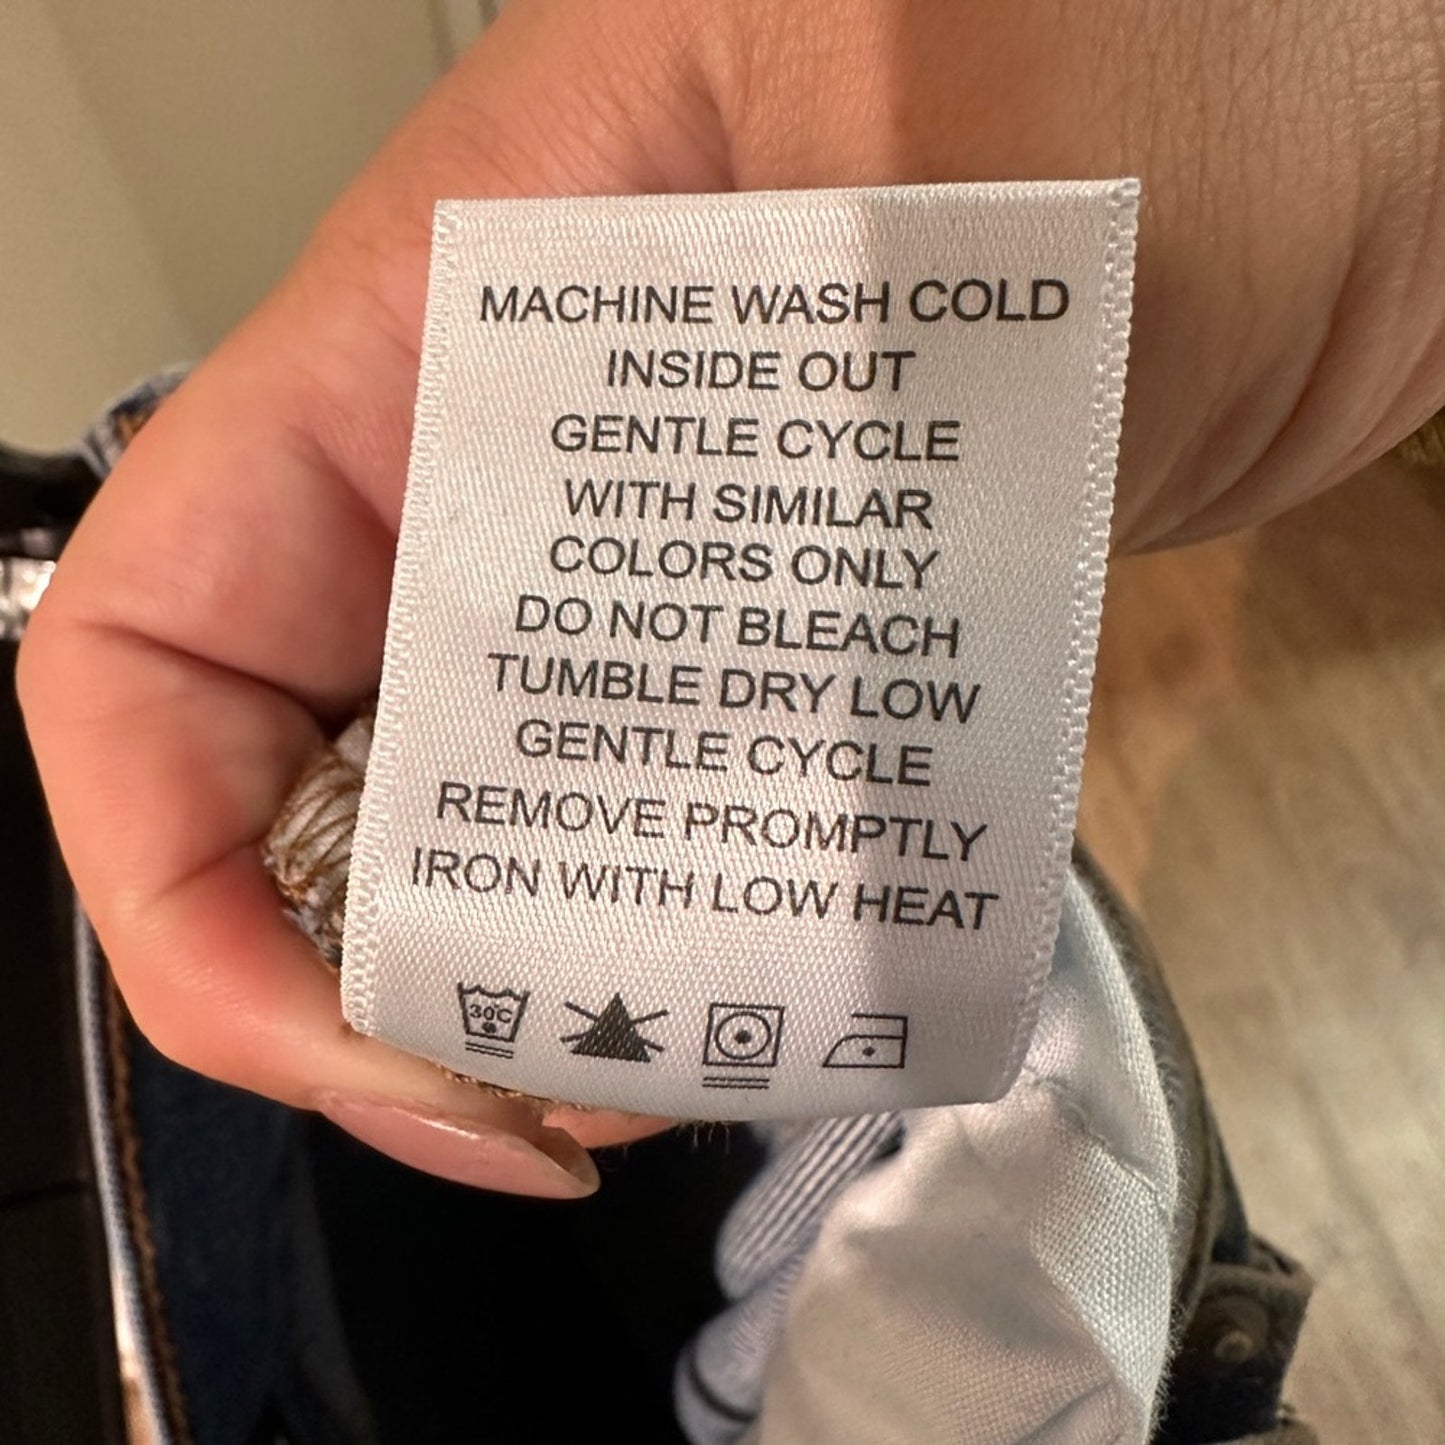 MACHINE WASH COLD
INSIDE OUT
GENTLE CYCLE
WITH SIMILAR
COLORS ONLY
DO NOT BLEACH
TUMBLE DRY LOW
GENTLE CYCLE
REMOVE PROMPTLY
IRON WITH LOW HEAT
30°C